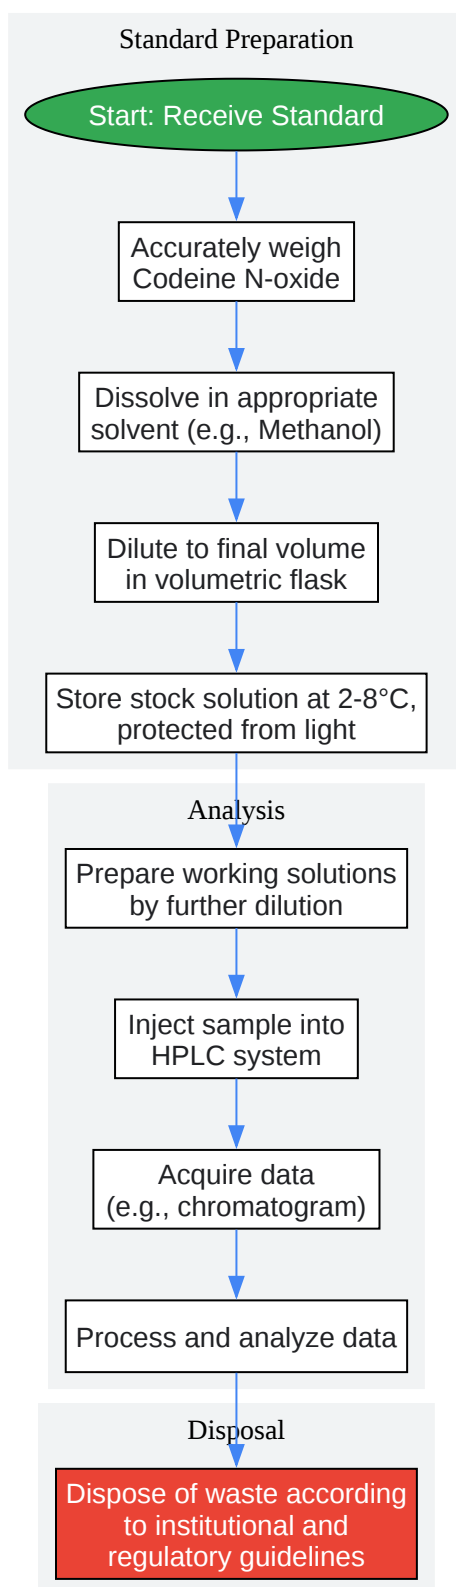 Standard Preparation
Start: Receive Standard
Accurately weigh
Codeine N-oxide
Dissolve in appropriate
solvent (e.g., Methanol)
Dilute to final volume
in volumetric flask
Store stock solution at 2-8°C,
protected from light
Analysis
Prepare working solutions
by further dilution
Inject sample into
HPLC system
Acquire data
(e.g., chromatogram)
Process and analyze data
Disposal
Dispose of waste according
to institutional and
regulatory guidelines